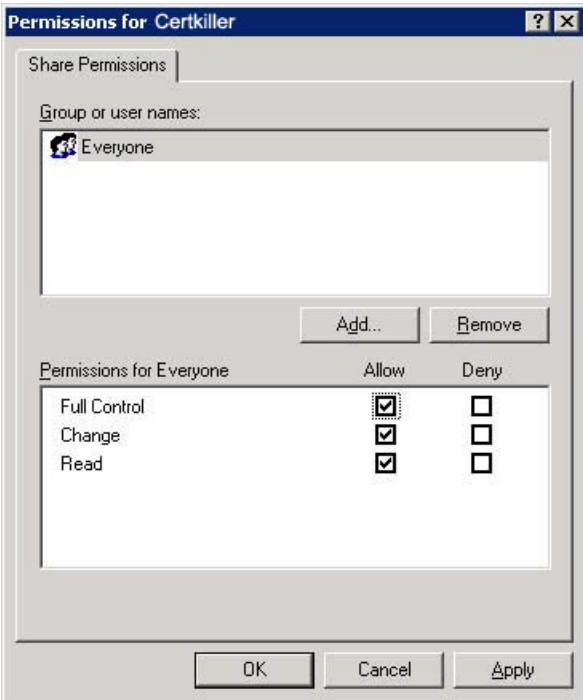 Permissions for Certkiller
Share Permissions
Group or user names:
Everyone
Add... Remove
Permissions for Everyone Allow Deny
Full Control
Change
Read
OK Cancel Apply